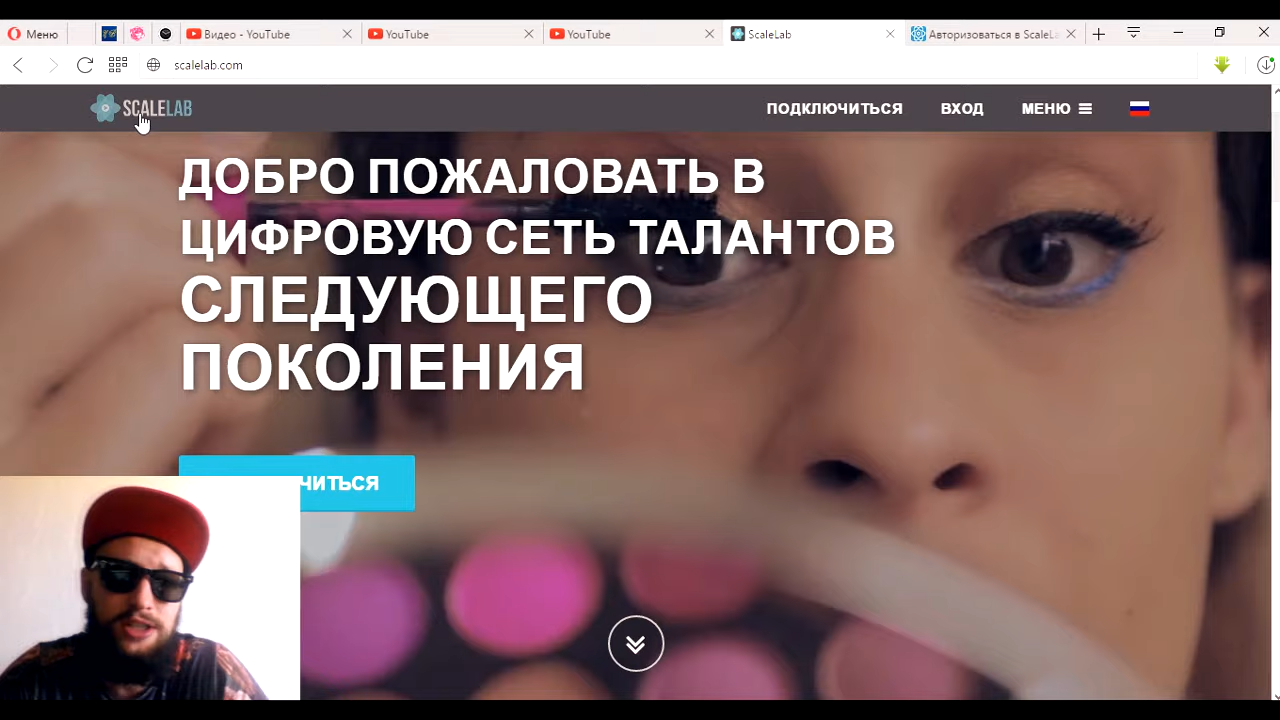 Меню
Видео - YouTube
YouTube
YouTube
ScaleLab
Авторизоваться в ScaleLa
scalelab.com
SCALELAB
ПОДКЛЮЧИТЬСЯ
ВХОД
МЕНЮ
ДОБРО ПОЖАЛОВАТЬ В
ЦИФРОВУЮ СЕТЬ ТАЛАНТОВ
СЛЕДУЮЩЕГО
ПОКОЛЕНИЯ
ЧИТЬСЯ